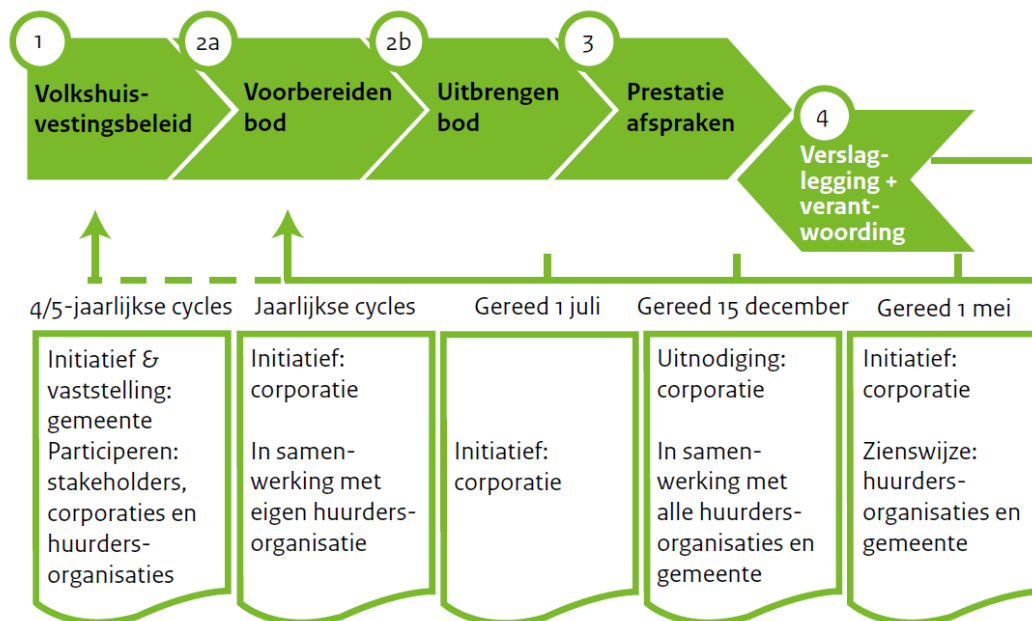 1
Volkshuis-
vestingsbeleid
2a
Voorbereiden
bod
2b
Uitbrengen
bod
3
Prestatie
afspraken
4
Verslag-
legging +
verant-
woording
4/5-jaarlijkse cycles
Initiatief &
vaststelling:
gemeente
Participeren:
stakeholders,
corporaties en
huurders-
organisaties
Jaarlijkse cycles
Initiatief:
corporatie
In samen-
werking met
eigen huurders-
organisatie
Gereed 1 juli
Initiatief:
corporatie
Gereed 15 december
Uitnodiging:
corporatie
In samen-
werking met
alle huurders-
organisaties en
gemeente
Gereed 1 mei
Initiatief:
corporatie
Zienswijze:
huurders-
organisaties en
gemeente